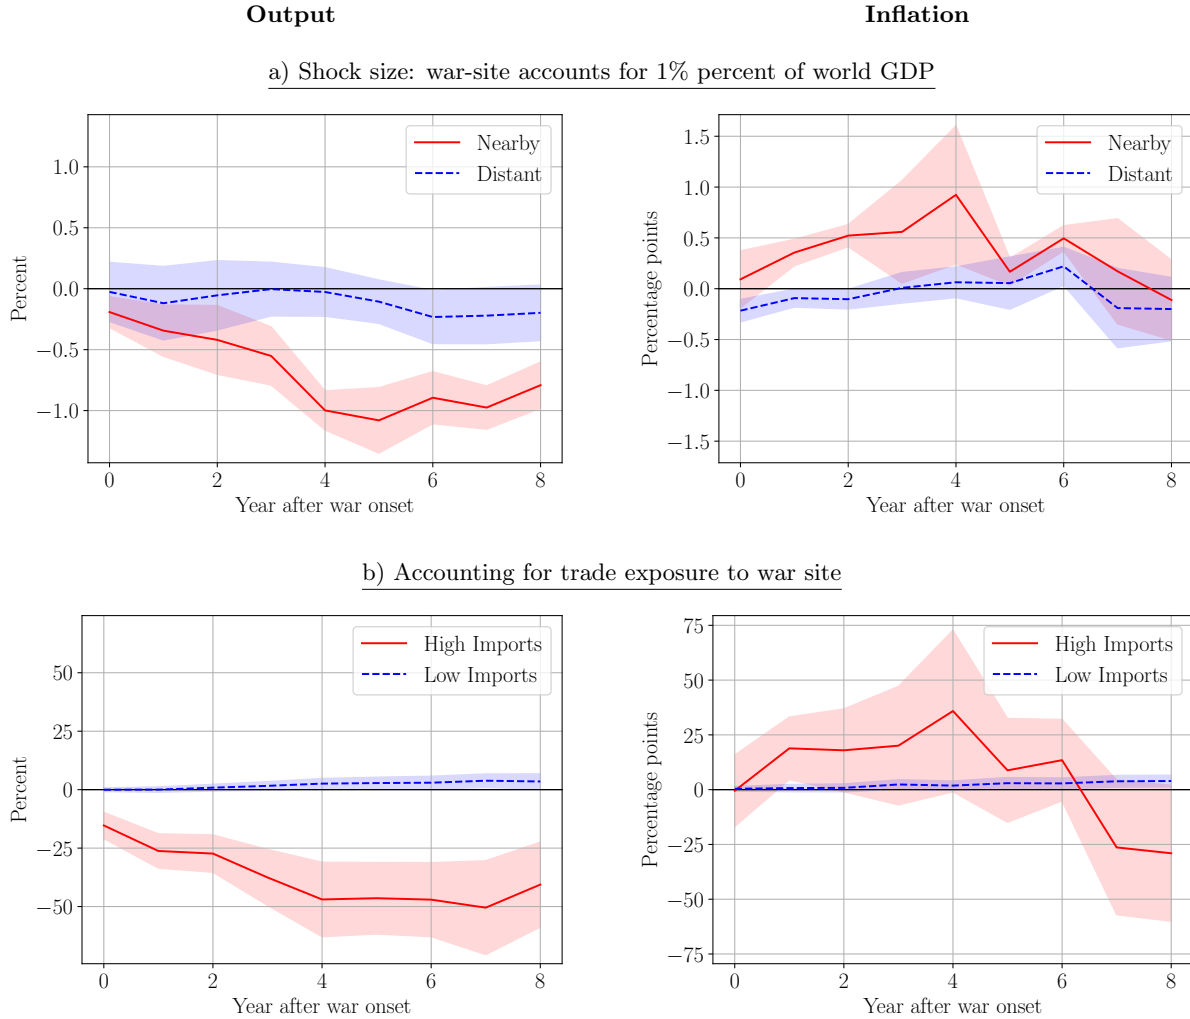 Output
Inflation
a) Shock size: war-site accounts for 1% percent of world GDP
Nearby
Distant
1.0
0.5
0.0
−0.5
−1.0
Percent
0 2 4 6 8
Year after war onset
Nearby
Distant
1.5
1.0
0.5
0.0
−0.5
−1.0
−1.5
Percentage points
0 2 4 6 8
Year after war onset
b) Accounting for trade exposure to war site
High Imports
Low Imports
50
25
0
−25
−50
Percent
0 2 4 6 8
Year after war onset
High Imports
Low Imports
75
50
25
0
−25
−50
−75
Percentage points
0 2 4 6 8
Year after war onset